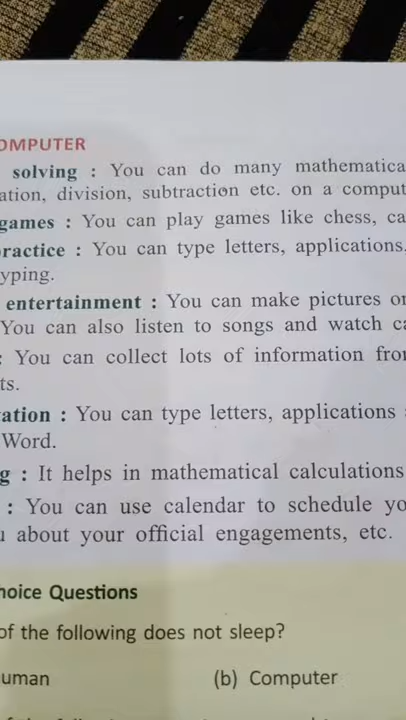 OMPUTER
solving : You can do many mathematica
ation, division, subtraction etc. on a comput
games : You can play games like chess, ca
ractice : You can type letters, applications.
yping.
entertainment : You can make pictures or
You can also listen to songs and watch ca
: You can collect lots of information from
ts.
ation : You can type letters, applications
Word.
g : It helps in mathematical calculations
: You can use calendar to schedule yo
u about your official engagements, etc.
hoice Questions
of the following does not sleep?
uman (b) Computer